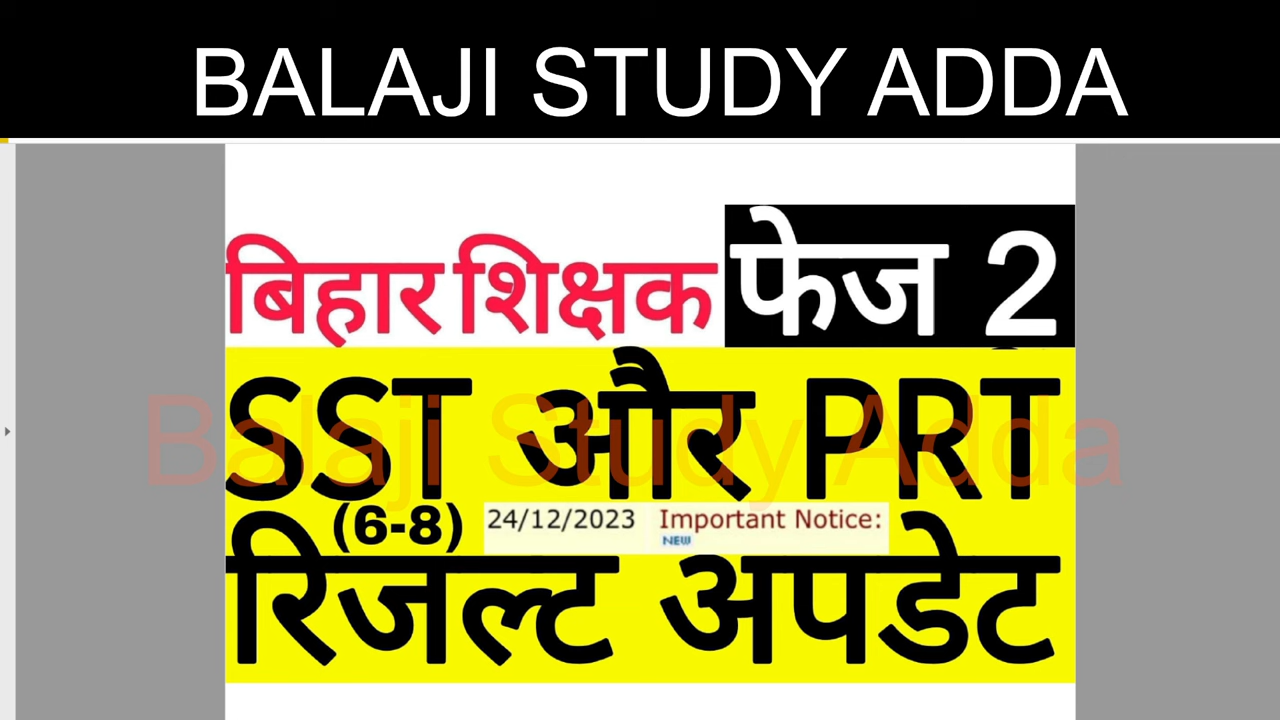 BALAJI STUDY ADDA
बिहार शिक्षक फेज 2
SST और PRT
Balaji Study Adda
(6-8) 24/12/2023 Important Notice:
NEW
रिजल्ट अपडेट